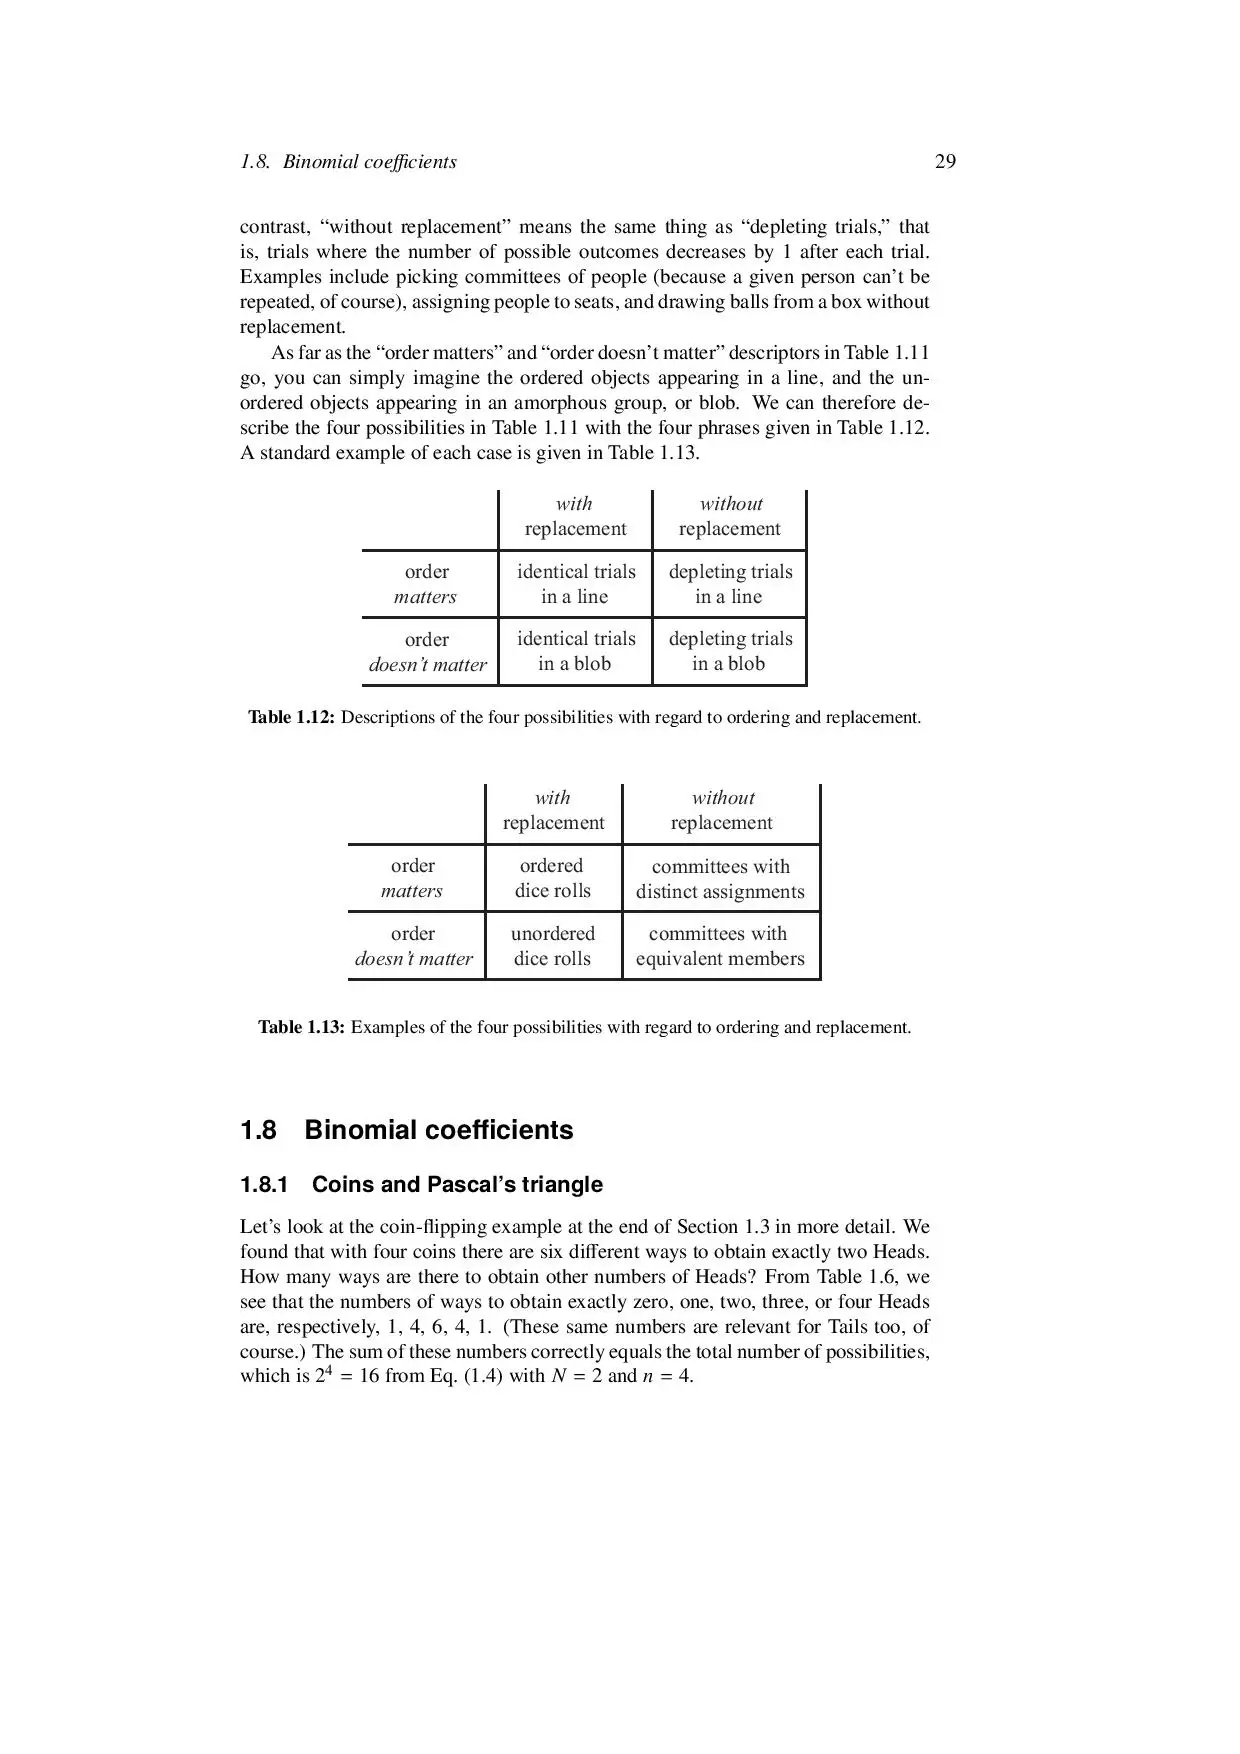 1.8. Binomial coefficients 29
contrast, “without replacement” means the same thing as “depleting trials,” that
is, trials where the number of possible outcomes decreases by 1 after each trial.
Examples include picking committees of people (because a given person can’t be
repeated, of course), assigning people to seats, and drawing balls from a box without
replacement.
As far as the “order matters” and “order doesn’t matter” descriptors in Table 1.11
go, you can simply imagine the ordered objects appearing in a line, and the un-
ordered objects appearing in an amorphous group, or blob. We can therefore de-
scribe the four possibilities in Table 1.11 with the four phrases given in Table 1.12.
A standard example of each case is given in Table 1.13.
with without
replacement replacement
order identical trials depleting trials
matters in a line in a line
order identical trials depleting trials
doesn’t matter in a blob in a blob
Table 1.12: Descriptions of the four possibilities with regard to ordering and replacement.
with without
replacement replacement
order ordered committees with
matters dice rolls distinct assignments
order unordered committees with
doesn’t matter dice rolls equivalent members
Table 1.13: Examples of the four possibilities with regard to ordering and replacement.
1.8 Binomial coefficients
1.8.1 Coins and Pascal’s triangle
Let’s look at the coin-flipping example at the end of Section 1.3 in more detail. We
found that with four coins there are six different ways to obtain exactly two Heads.
How many ways are there to obtain other numbers of Heads? From Table 1.6, we
see that the numbers of ways to obtain exactly zero, one, two, three, or four Heads
are, respectively, 1, 4, 6, 4, 1. (These same numbers are relevant for Tails too, of
course.) The sum of these numbers correctly equals the total number of possibilities,
which is 2⁴ = 16 from Eq. (1.4) with N = 2 and n = 4.